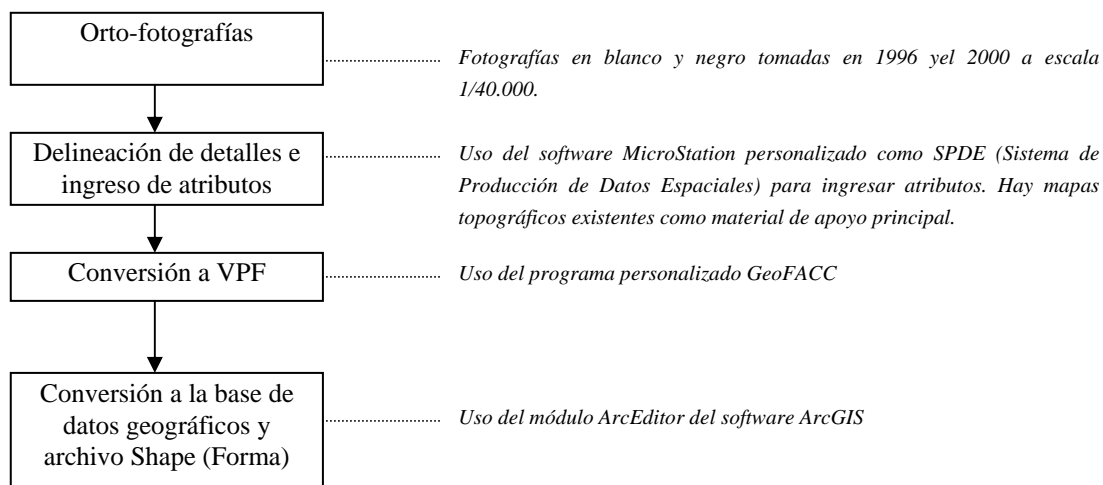 Orto-fotografías
Fotografías en blanco y negro tomadas en 1996 yel 2000 a escala
1/40.000.
Delineación de detalles e
ingreso de atributos
Uso del software MicroStation personalizado como SPDE (Sistema de
Producción de Datos Espaciales) para ingresar atributos. Hay mapas
topográficos existentes como material de apoyo principal.
Conversión a VPF
Uso del programa personalizado GeoFACC
Conversión a la base de
datos geográficos y
archivo Shape (Forma)
Uso del módulo ArcEditor del software ArcGIS